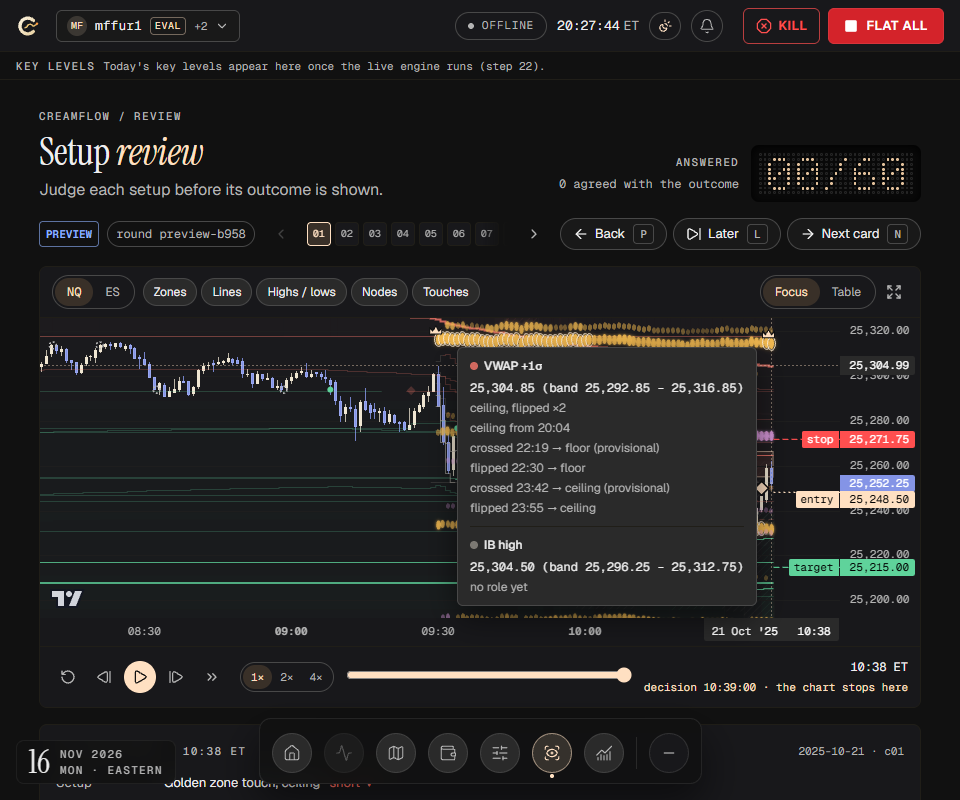 MF mffur1 EVAL +2
OFFLINE
20:27:44 ET
KILL
FLAT ALL
KEY LEVELS Today's key levels appear here once the live engine runs (step 22).
CREAMFLOW / REVIEW
Setup review
Judge each setup before its outcome is shown.
ANSWERED
0 agreed with the outcome
00/60
PREVIEW
round preview-b958
01 02 03 04 05 06 07
Back P
Later L
Next card N
NQ ES
Zones
Lines
Highs / lows
Nodes
Touches
Focus Table
25,320.00
25,304.99
25,300.00
25,280.00
stop 25,271.75
25,260.00
25,252.25
entry 25,248.50
25,240.00
25,220.00
target 25,215.00
25,200.00
VWAP +1σ
25,304.85 (band 25,292.85 – 25,316.85)
ceiling, flipped ×2
ceiling from 20:04
crossed 22:19 → floor (provisional)
flipped 22:30 → floor
crossed 23:42 → ceiling (provisional)
flipped 23:55 → ceiling
IB high
25,304.50 (band 25,296.25 – 25,312.75)
no role yet
08:30 09:00 09:30 10:00 21 Oct '25 10:38
1× 2× 4×
10:38 ET
decision 10:39:00 · the chart stops here
16 NOV 2026
MON · EASTERN
10:38 ET
2025-10-21 · c01
Setup
Golden zone touch, ceiling short